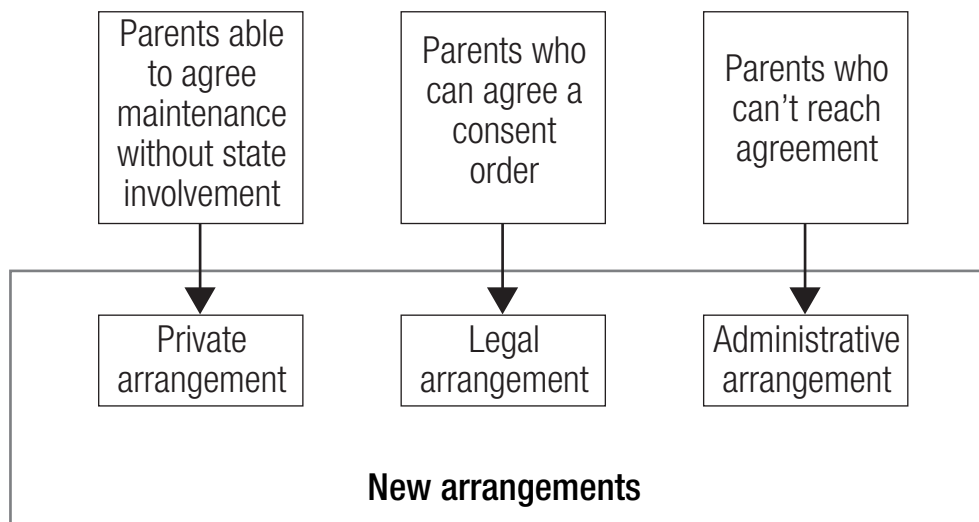 Parents able
to agree
maintenance
without state
involvement
Parents who
can agree a
consent
order
Parents who
can't reach
agreement
Private
arrangement
Legal
arrangement
Administrative
arrangement
New arrangements